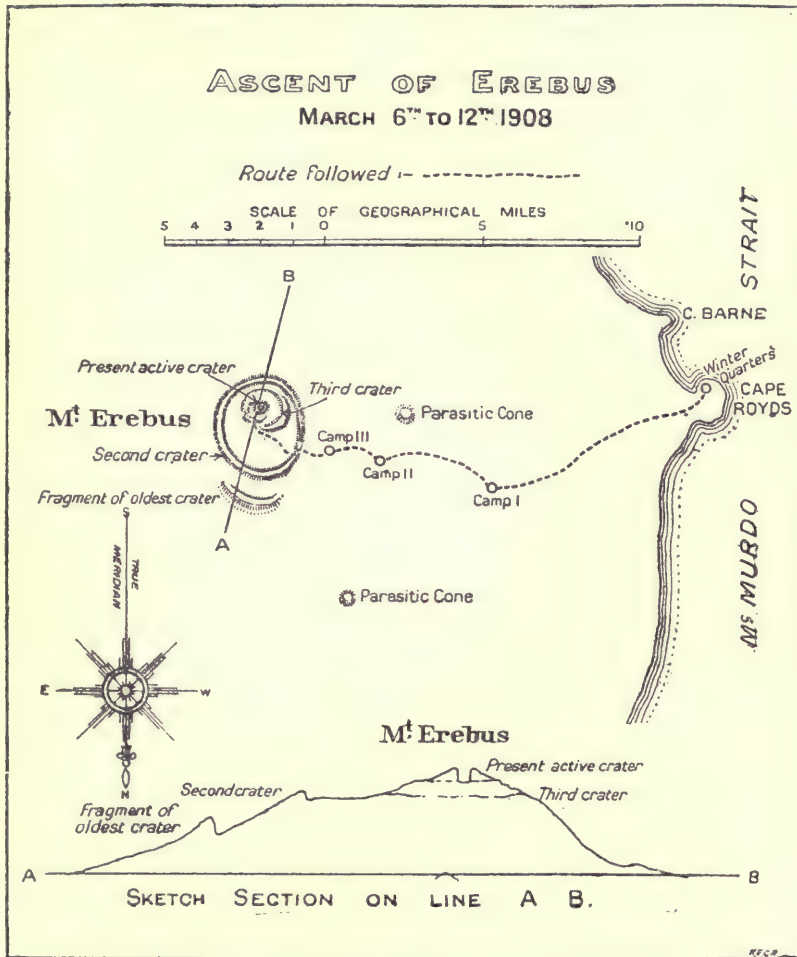 ASCENT OF EREBUS
MARCH 6TH TO 12TH 1908
Route followed :- 
SCALE OF GEOGRAPHICAL MILES
5 4 3 2 1 0 5 10
STRAIT
B
C. BARNE
Present active crater
Third crater
Winter Quarters
CAPE ROYDS
Mt. Erebus
Parasitic Cone
Second crater
Camp III
Camp II
Camp I
Fragment of oldest crater
A
S
TRUE MERIDIAN
McMURDO
Parasitic Cone
E
W
N
Mt. Erebus
Present active crater
Second crater
Third crater
Fragment of
oldest crater
A
B
SKETCH SECTION ON LINE A B.